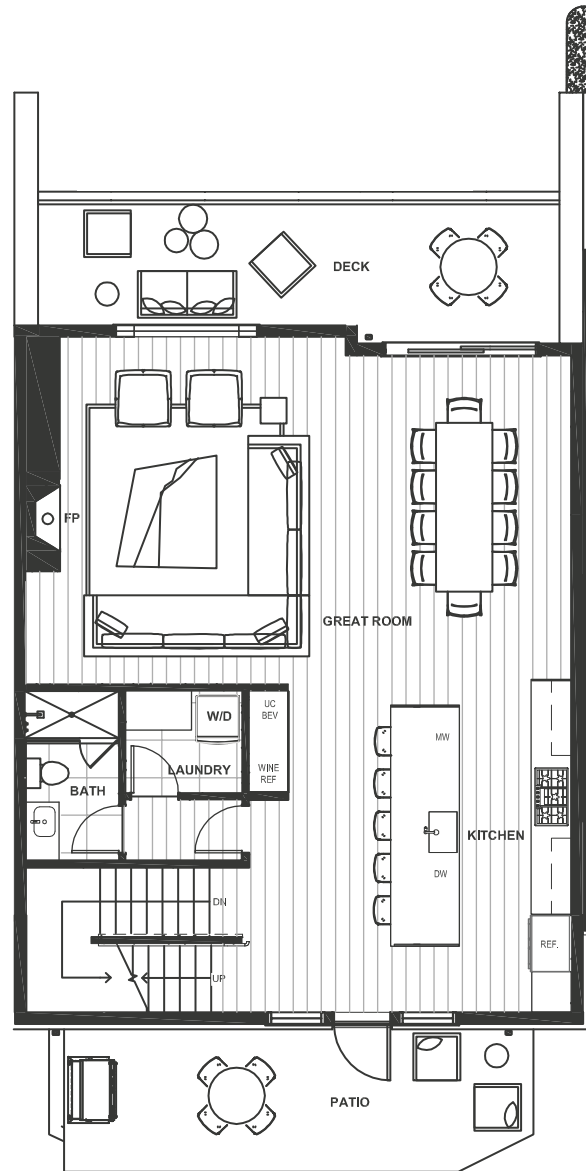 DECK
FP
GREAT ROOM
UC
BEV
W/D
MW
LAUNDRY
WINE
REF
BATH
KITCHEN
DW
DN
REF.
UP
PATIO